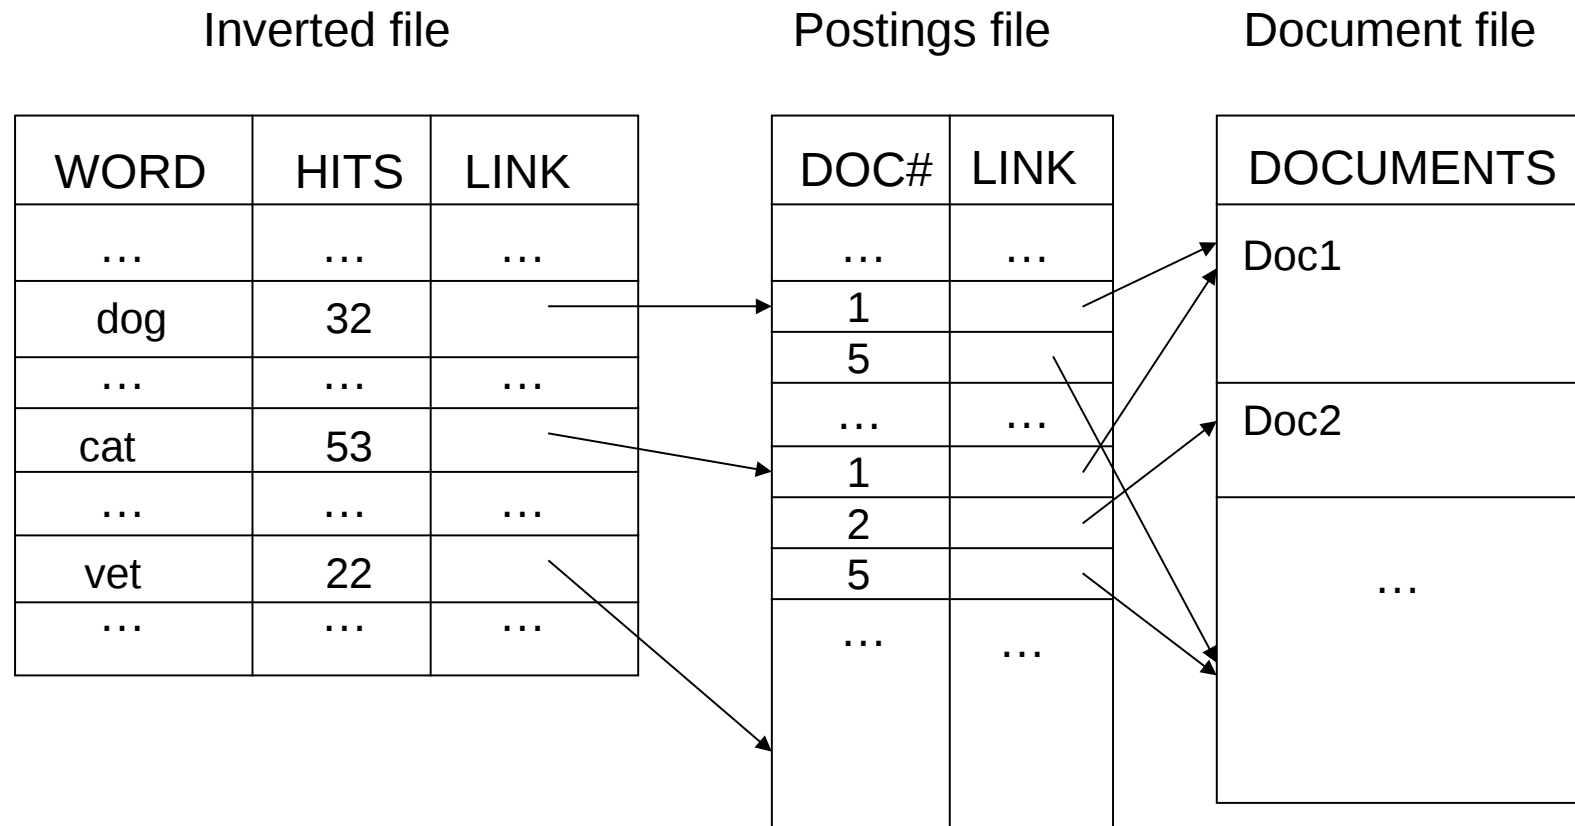 Inverted file
Postings file
Document file
WORD HITS LINK
... ... ...
dog 32
... ... ...
cat 53
... ... ...
vet 22
... ... ...
DOC# LINK
... ...
1
5
... ...
1
2
5
... ...
DOCUMENTS
Doc1
Doc2
...